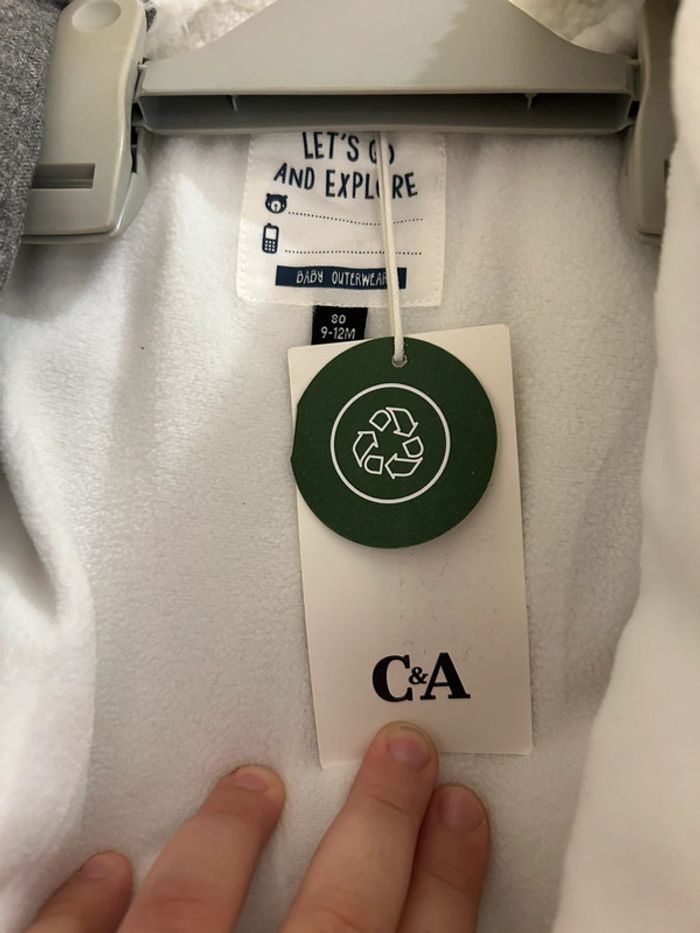 LET'S GO
AND EXPLORE
BABY OUTERWEAR
80
9-12M
C&A